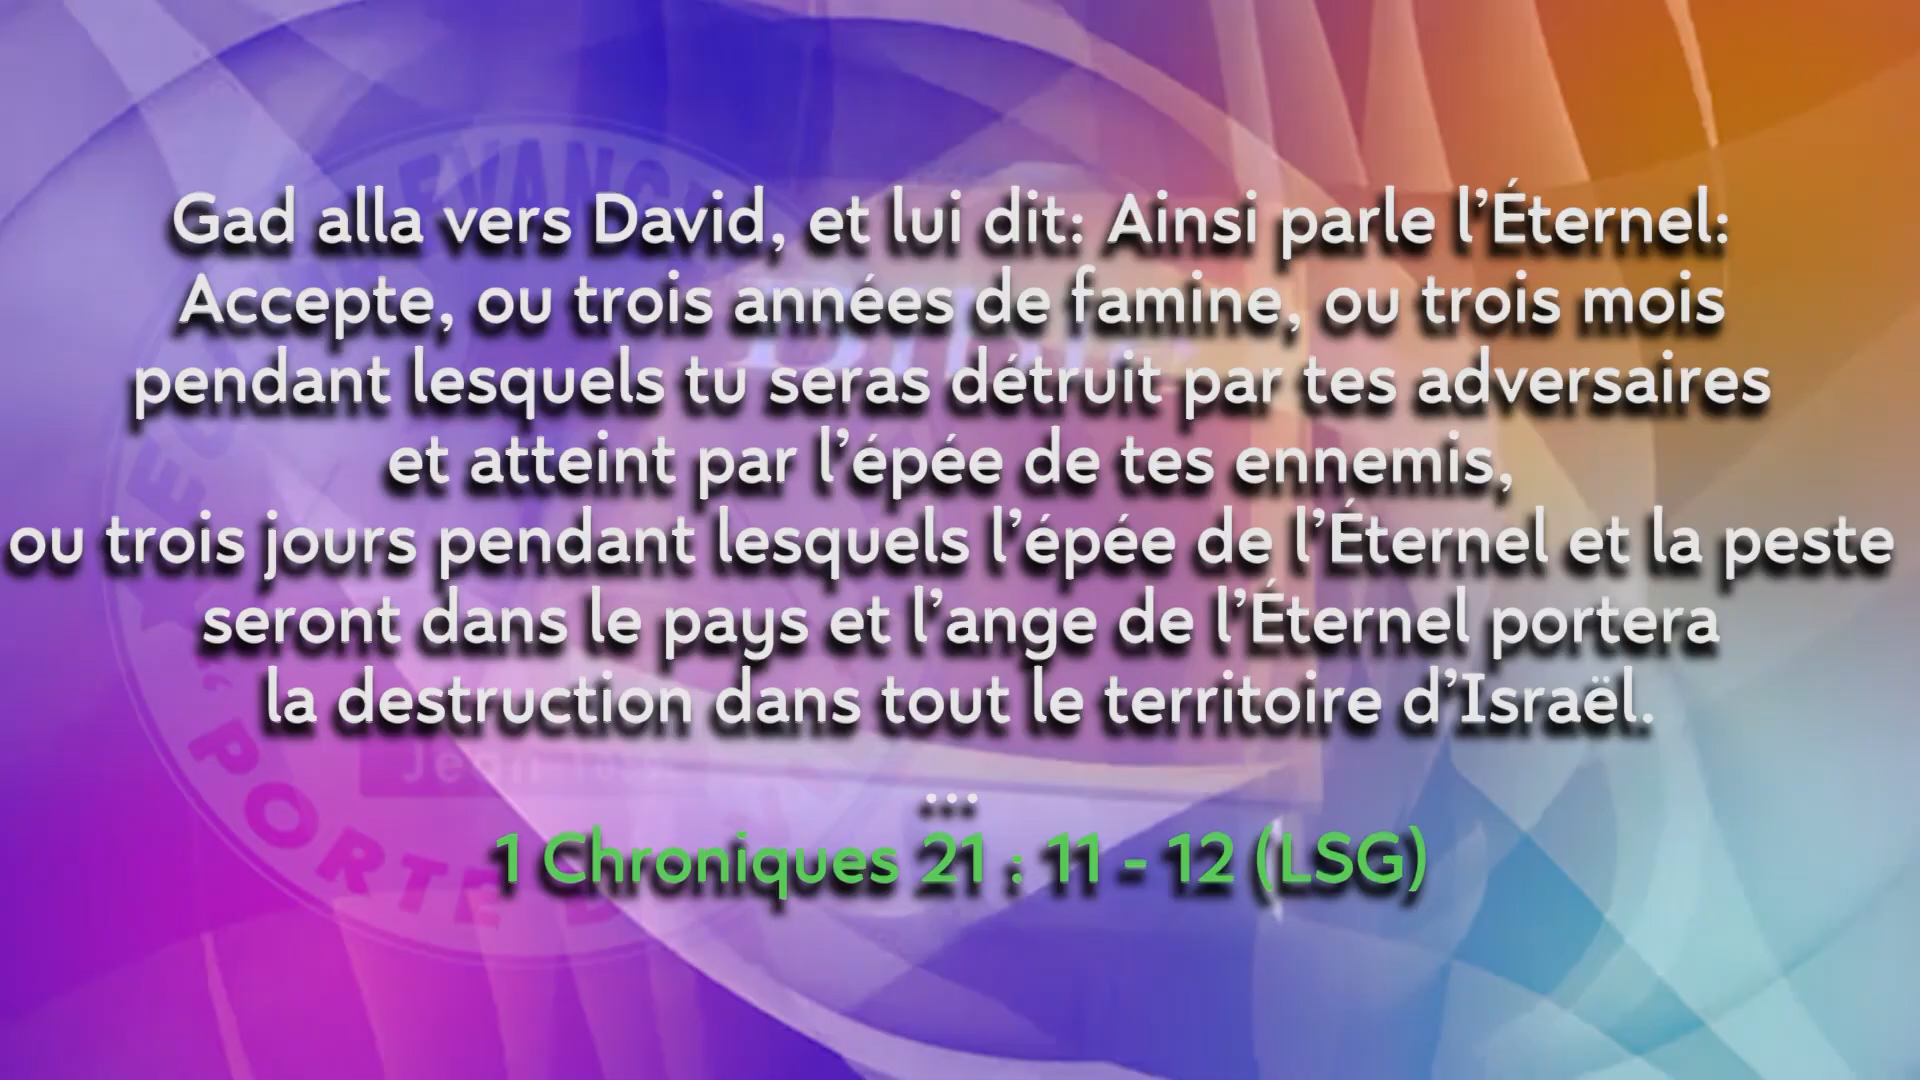 Gad alla vers David, et lui dit: Ainsi parle l’Éternel:
Accepte, ou trois années de famine, ou trois mois
pendant lesquels tu seras détruit par tes adversaires
et atteint par l’épée de tes ennemis,
ou trois jours pendant lesquels l’épée de l’Éternel et la peste
seront dans le pays et l’ange de l’Éternel portera
la destruction dans tout le territoire d’Israël.
...
1 Chroniques 21 : 11 - 12 (LSG)
PORTE
Jean